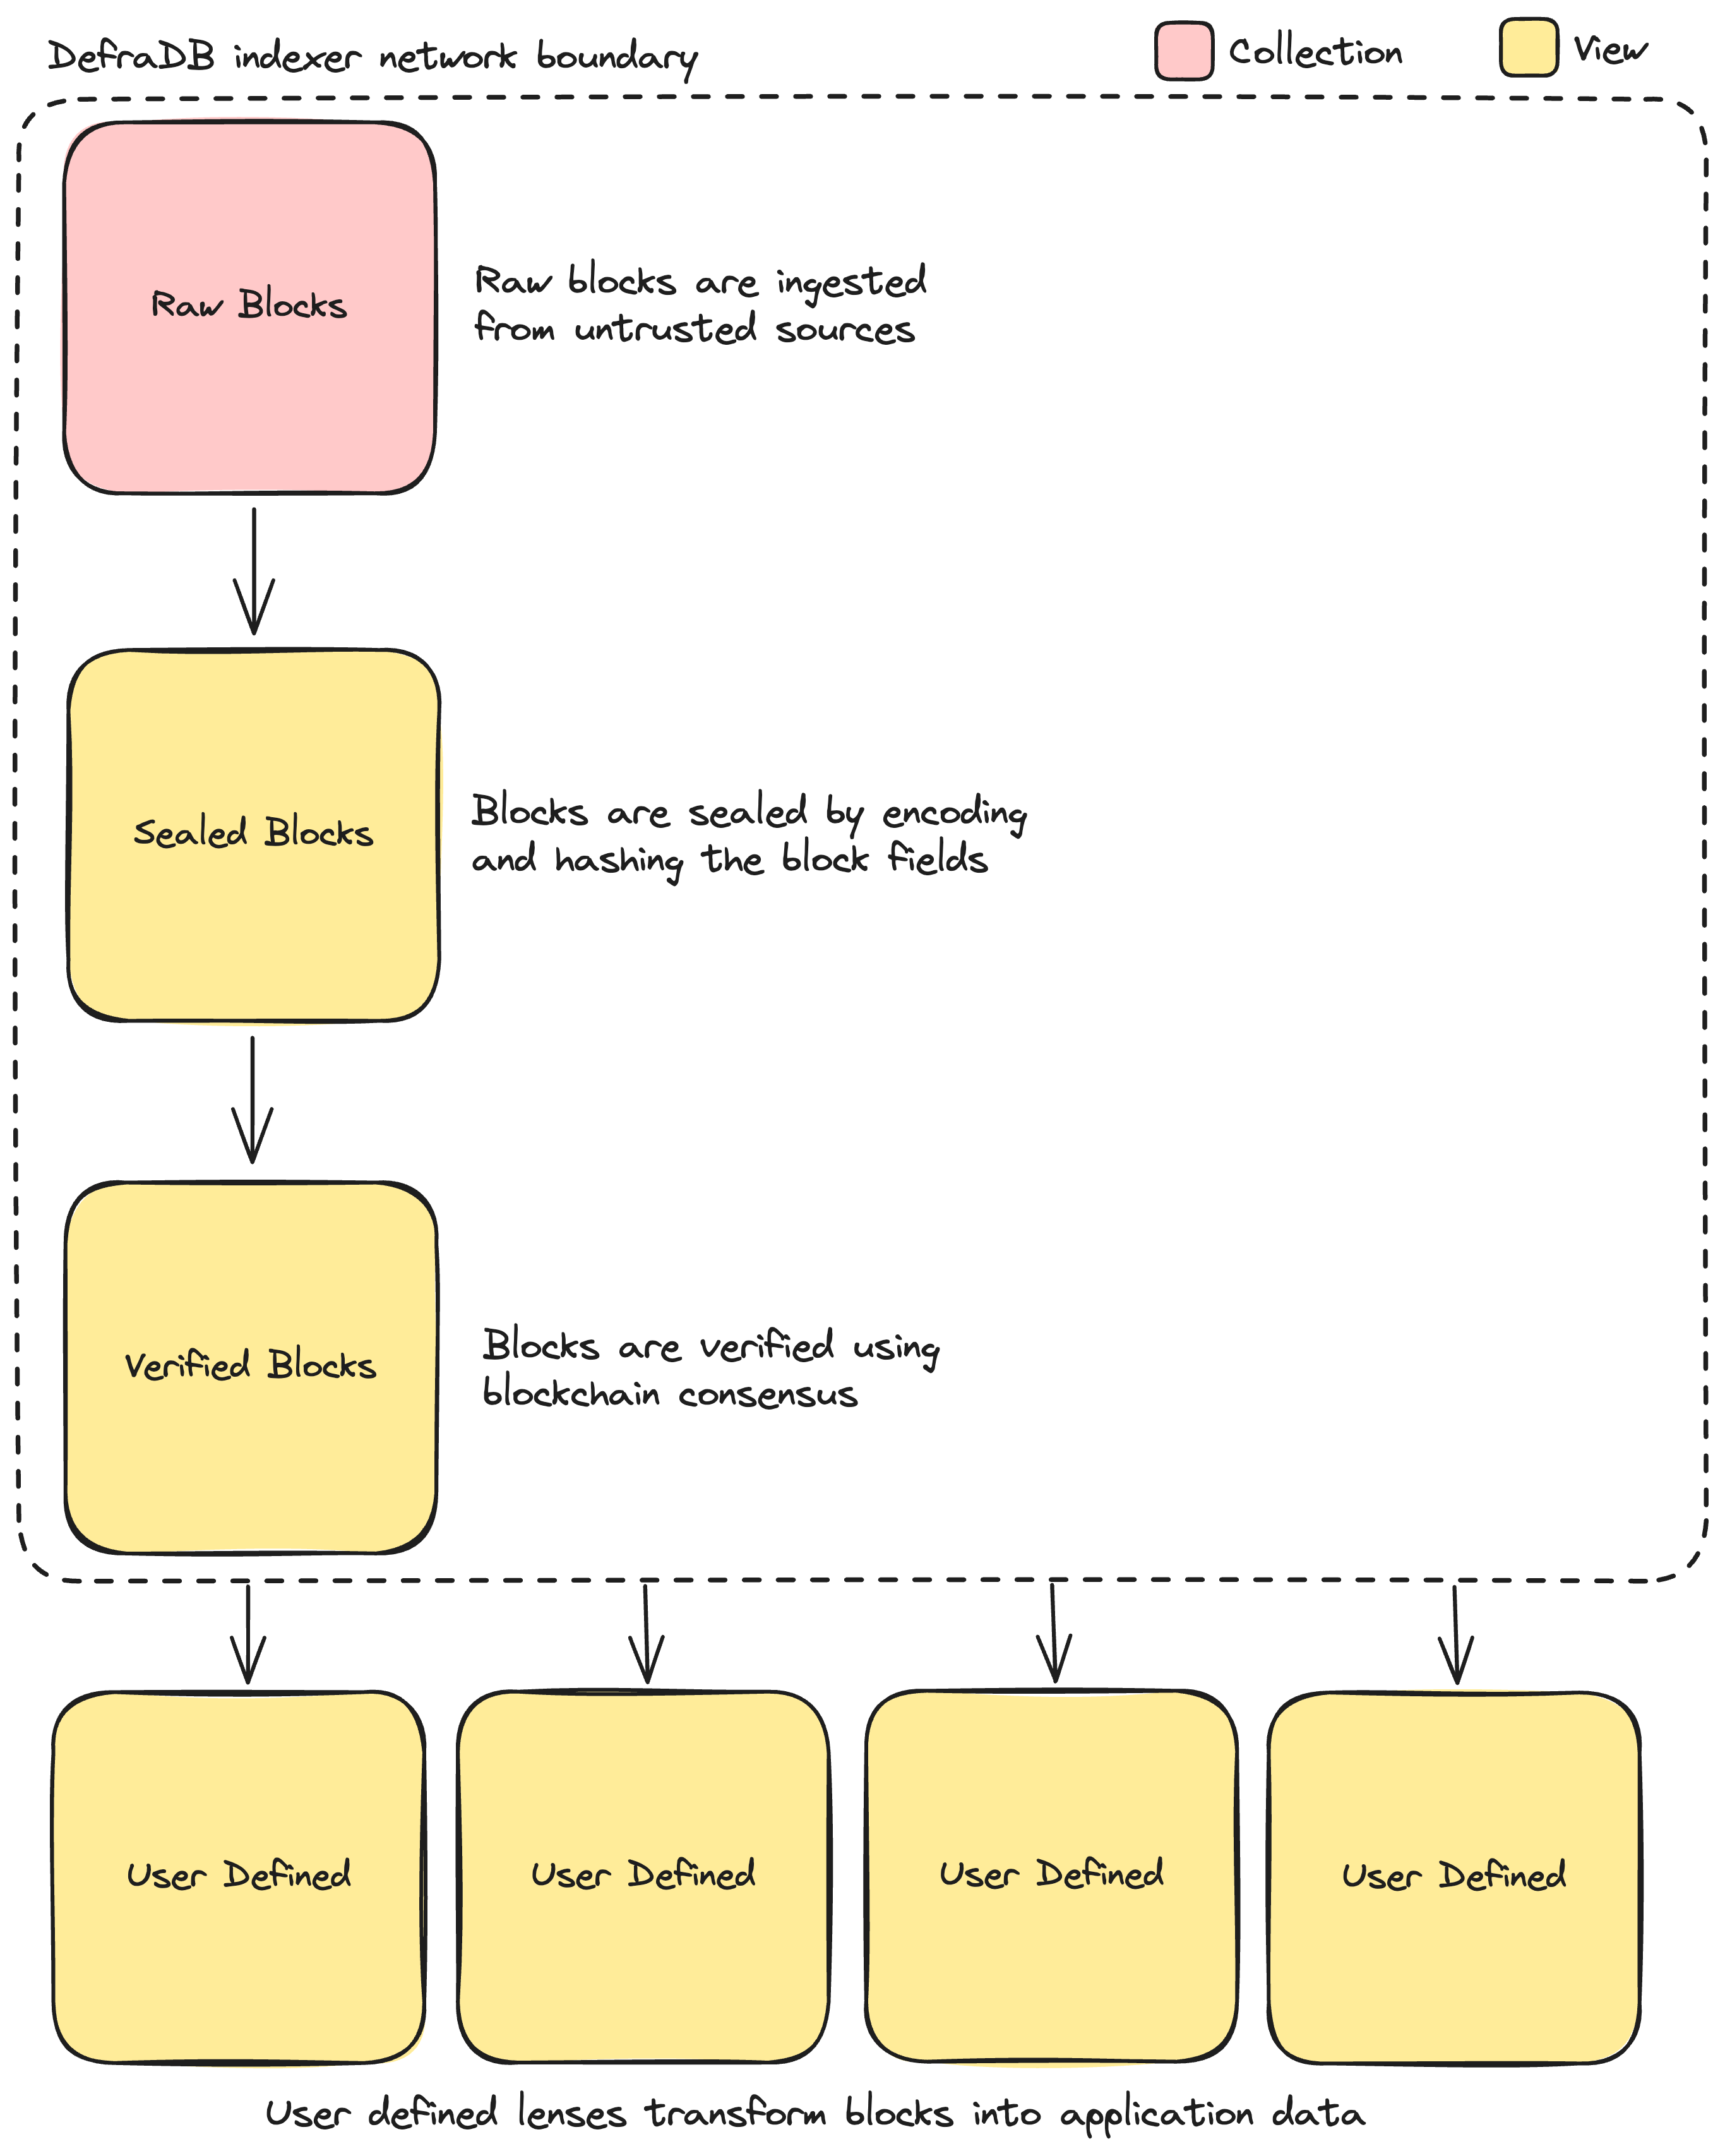 DefraDB indexer network boundary
Collection
View
Raw Blocks
Raw blocks are ingested
from untrusted sources
Sealed Blocks
Blocks are sealed by encoding
and hashing the block fields
Verified Blocks
Blocks are verified using
blockchain consensus
User Defined
User Defined
User Defined
User Defined
User defined lenses transform blocks into application data